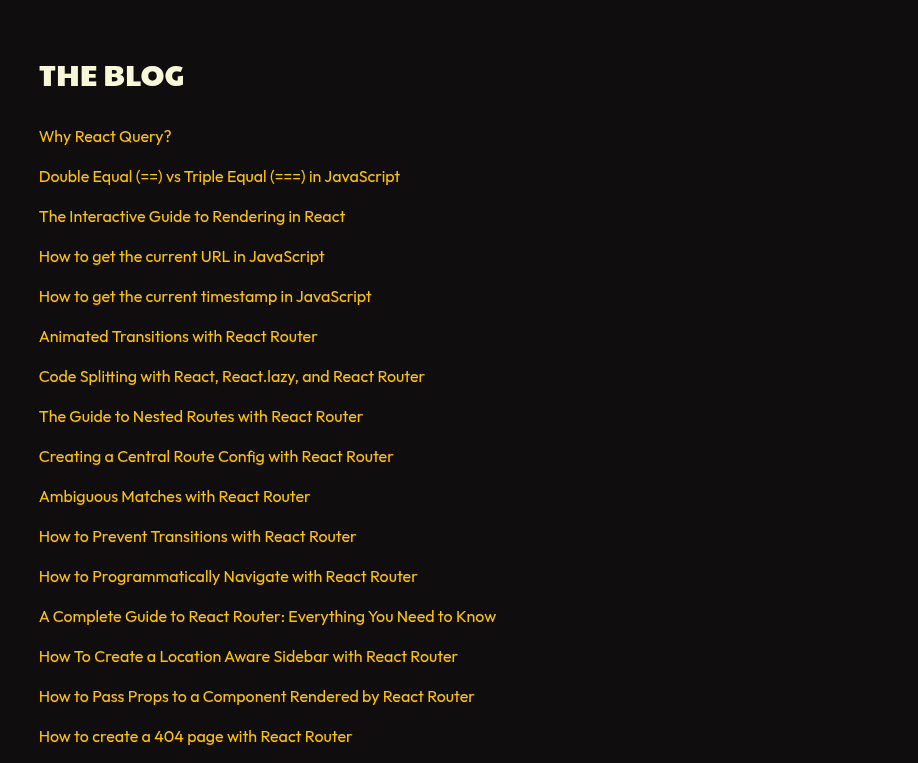 THE BLOG
Why React Query?
Double Equal (==) vs Triple Equal (===) in JavaScript
The Interactive Guide to Rendering in React
How to get the current URL in JavaScript
How to get the current timestamp in JavaScript
Animated Transitions with React Router
Code Splitting with React, React.lazy, and React Router
The Guide to Nested Routes with React Router
Creating a Central Route Config with React Router
Ambiguous Matches with React Router
How to Prevent Transitions with React Router
How to Programmatically Navigate with React Router
A Complete Guide to React Router: Everything You Need to Know
How To Create a Location Aware Sidebar with React Router
How to Pass Props to a Component Rendered by React Router
How to create a 404 page with React Router